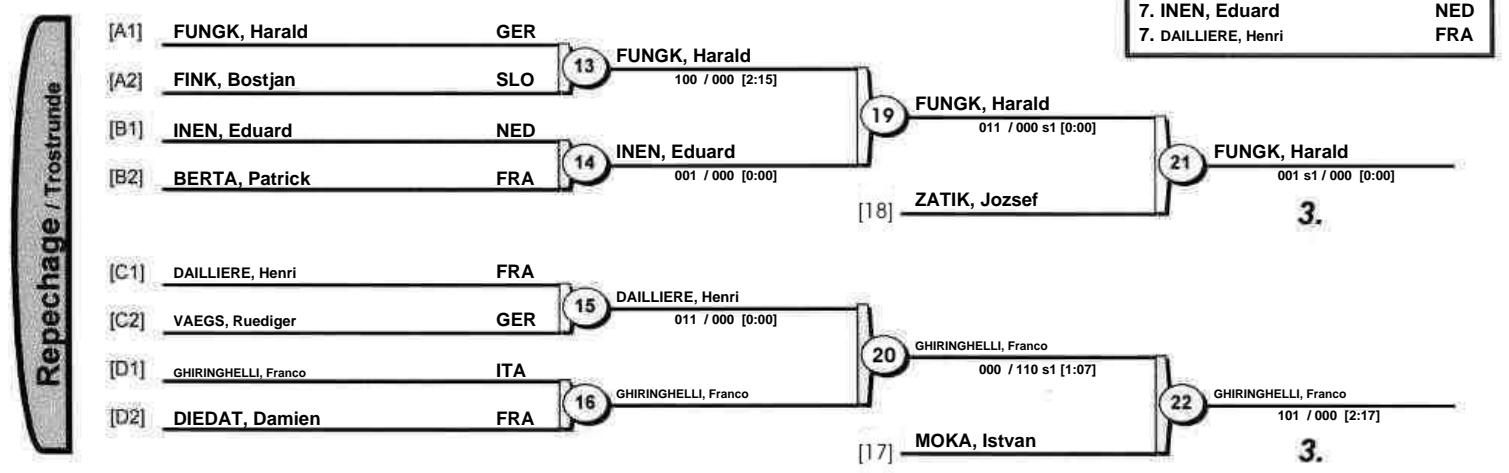 7. INEN, Eduard NED
7. DAILLIERE, Henri FRA
Repechage / Trostrunde
[A1] FUNGK, Harald GER
[A2] FINK, Bostjan SLO
13
FUNGK, Harald
100 / 000 [2:15]
[B1] INEN, Eduard NED
[B2] BERTA, Patrick FRA
14
INEN, Eduard
001 / 000 [0:00]
19
FUNGK, Harald
011 / 000 s1 [0:00]
[18] ZATIK, Jozsef
21
FUNGK, Harald
001 s1 / 000 [0:00]
3.
[C1] DAILLIERE, Henri FRA
[C2] VAEGS, Ruediger GER
15
DAILLIERE, Henri
011 / 000 [0:00]
[D1] GHIRINGHELLI, Franco ITA
[D2] DIEDAT, Damien FRA
16
GHIRINGHELLI, Franco
20
GHIRINGHELLI, Franco
000 / 110 s1 [1:07]
[17] MOKA, Istvan
22
GHIRINGHELLI, Franco
101 / 000 [2:17]
3.